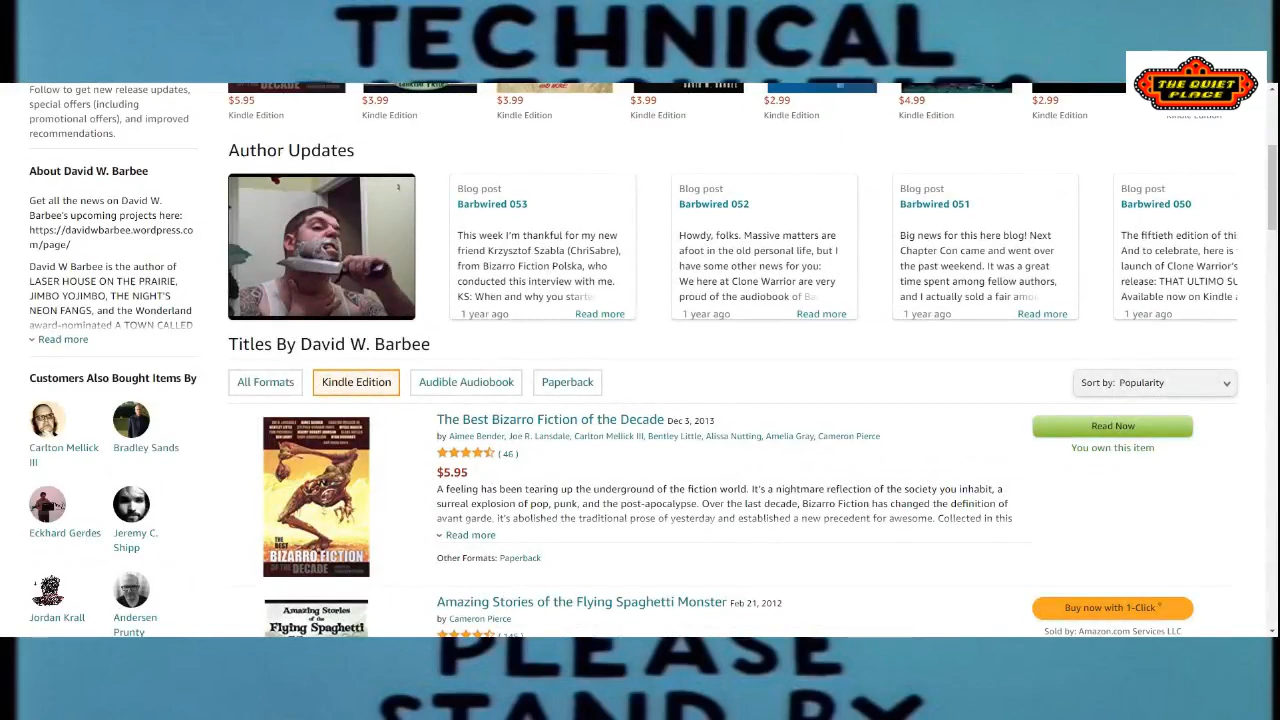 TECHNICAL
THE QUIET
PLACE
Follow to get new release updates,
special offers (including
promotional offers), and improved
recommendations.
$5.95
$3.99
$3.99
$3.99
$2.99
$4.99
$2.99
Kindle Edition
Kindle Edition
Kindle Edition
Kindle Edition
Kindle Edition
Kindle Edition
Kindle Edition
Kindle Edition
Author Updates
About David W. Barbee
Get all the news on David W.
Barbee's upcoming projects here:
https://davidwbarbee.wordpress.co
m/page/
David W Barbee is the author of
LASER HOUSE ON THE PRAIRIE,
JIMBO YOJIMBO, THE NIGHT'S
NEON FANGS, and the Wonderland
award-nominated A TOWN CALLED
Read more
Blog post
Barbwired 053
This week I'm thankful for my new
friend Krzysztof Szabla (ChriSabre),
from Bizarro Fiction Polska, who
conducted this interview with me.
KS: When and why you starte
1 year ago Read more
Blog post
Barbwired 052
Howdy, folks. Massive matters are
afoot in the old personal life, but I
have some other news for you:
We here at Clone Warrior are very
proud of the audiobook of Ba
1 year ago Read more
Blog post
Barbwired 051
Big news for this here blog! Next
Chapter Con came and went over
the past weekend. It was a great
time spent among fellow authors,
and I actually sold a fair amo
1 year ago Read more
Blog post
Barbwired 050
The fiftieth edition of this
And to celebrate, here is
launch of Clone Warrior's
release: THAT ULTIMO SU
Available now on Kindle a
1 year ago
Titles By David W. Barbee
All Formats
Kindle Edition
Audible Audiobook
Paperback
Sort by: Popularity
Customers Also Bought Items By
Carlton Mellick
III
Bradley Sands
Eckhard Gerdes
Jeremy C.
Shipp
Jordan Krall
Andersen
Prunty
THE BEST
BIZARRO FICTION
OF THE DECADE
The Best Bizarro Fiction of the Decade Dec 3, 2013
by Aimee Bender, Joe R. Lansdale, Carlton Mellick III, Bentley Little, Alissa Nutting, Amelia Gray, Cameron Pierce
( 46 )
$5.95
A feeling has been tearing up the underground of the fiction world. It's a nightmare reflection of the society you inhabit, a
surreal explosion of pop, punk, and the post-apocalypse. Over the last decade, Bizarro Fiction has changed the definition of
avant garde, it's abolished the traditional prose of yesterday and established a new precedent for awesome. Collected in this
Read more
Other Formats: Paperback
Read Now
You own this item
Amazing Stories
of the
Flying Spaghetti
Amazing Stories of the Flying Spaghetti Monster Feb 21, 2012
by Cameron Pierce
( 145 )
Buy now with 1-Click ®
Sold by: Amazon.com Services LLC
PLEASE
STAND BY